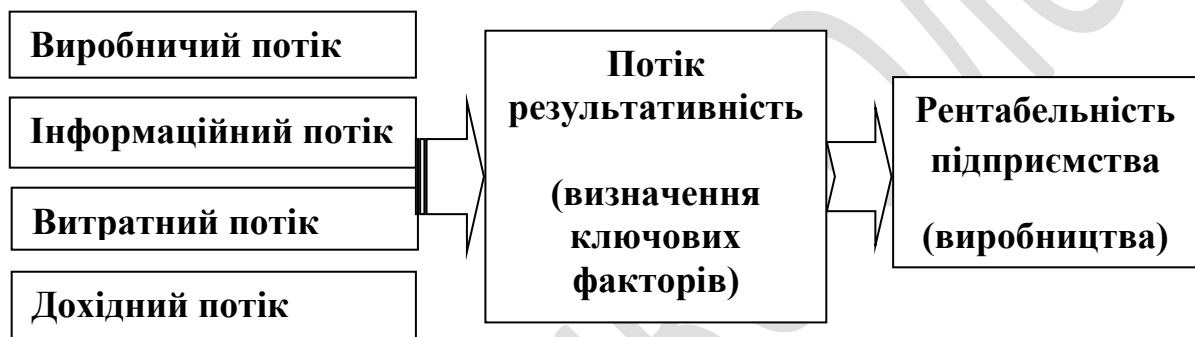 Виробничий потік
Інформаційний потік
Витратний потік
Дохідний потік
Потік
результативність
(визначення
ключових
факторів)
Рентабельність
підприємства
(виробництва)